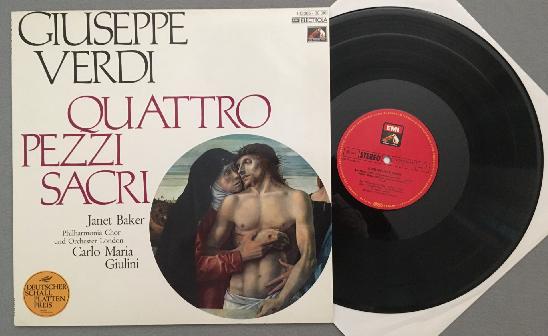 GIUSEPPE
VERDI
QUATTRO
PEZZI
SACRI
Janet Baker
Philharmonia Chor
und Orchester London
Carlo Maria
Giulini
DEUTSCHER
SCHALL
PLATTEN
PREIS
ELECTROLA
EMI
STEREO